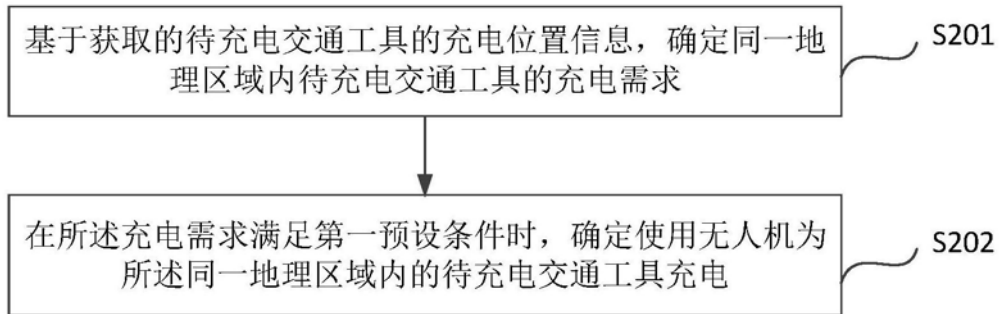 基于获取的待充电交通工具的充电位置信息，确定同一地
理区域内待充电交通工具的充电需求
S201
在所述充电需求满足第一预设条件时，确定使用无人机为
所述同一地理区域内的待充电交通工具充电
S202